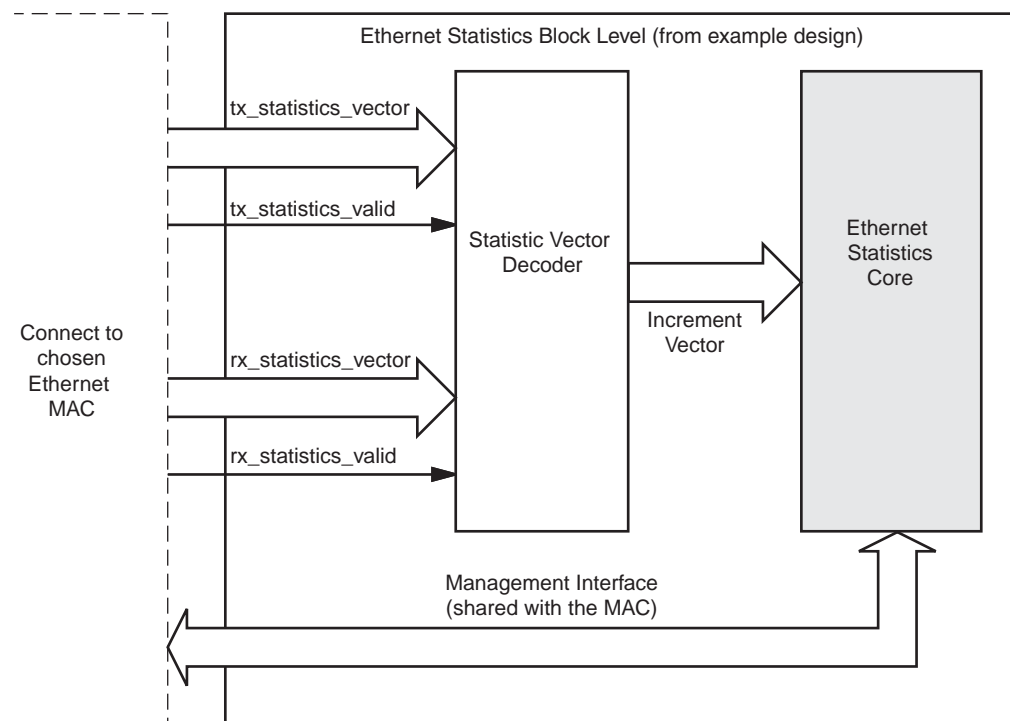 Ethernet Statistics Block Level (from example design)
tx_statistics_vector
tx_statistics_valid
Statistic Vector
Decoder
Ethernet
Statistics
Core
Increment
Vector
Connect to
chosen
Ethernet
MAC
rx_statistics_vector
rx_statistics_valid
Management Interface
(shared with the MAC)